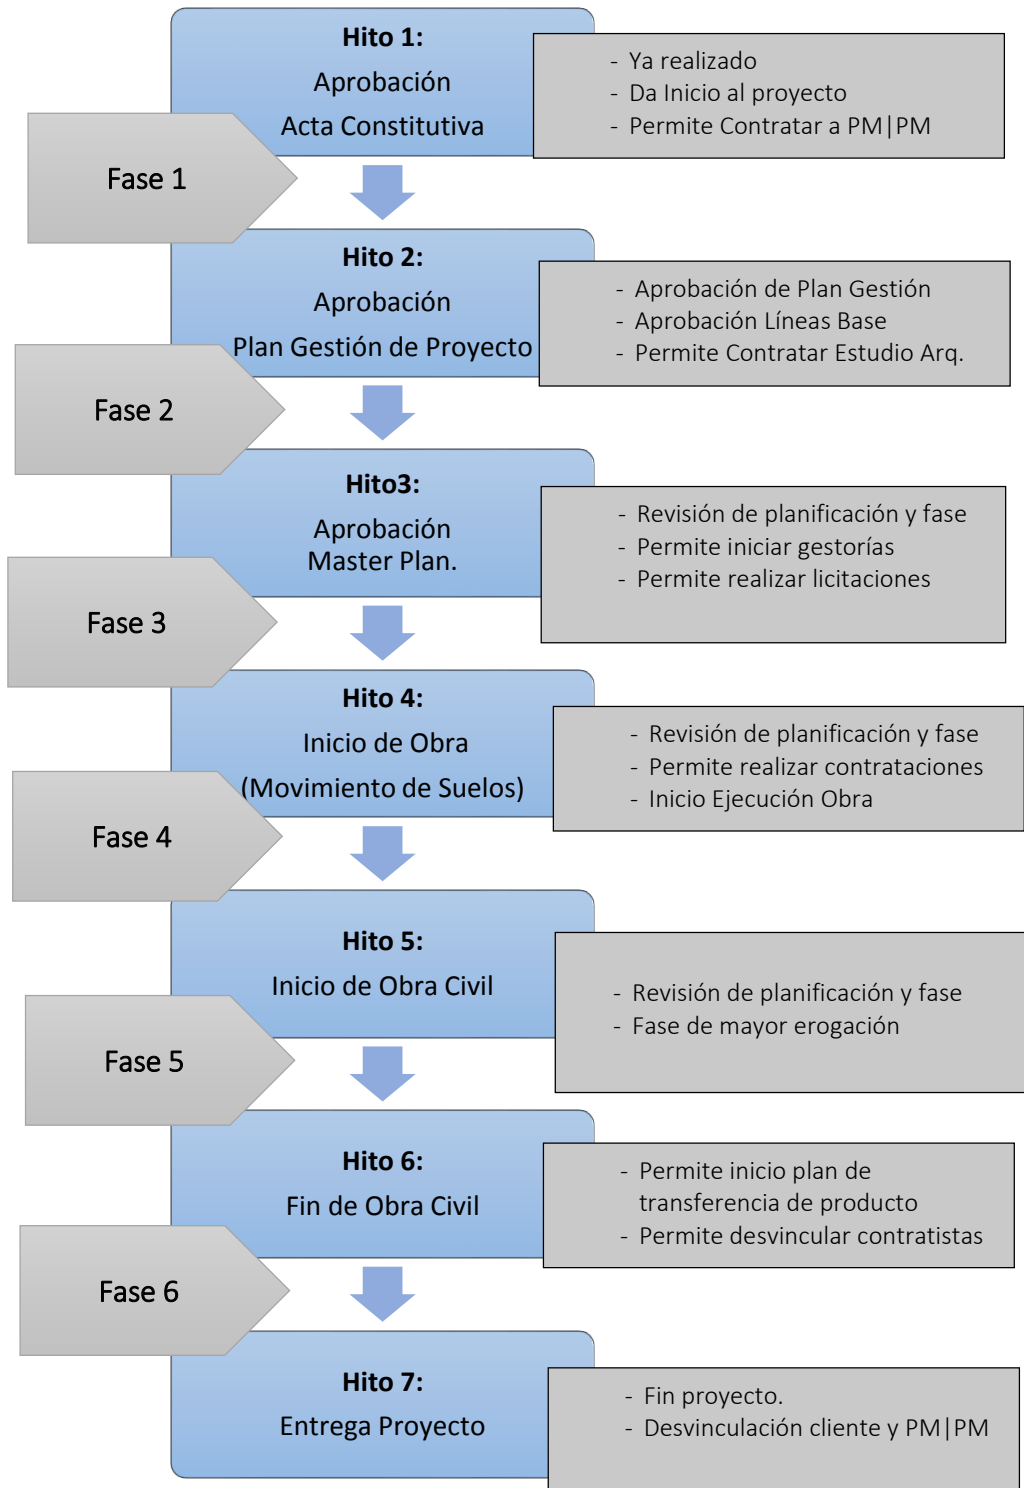 Hito 1:
Aprobación
Acta Constitutiva
- Ya realizado
- Da Inicio al proyecto
- Permite Contratar a PM|PM
Fase 1
Hito 2:
Aprobación
Plan Gestión de Proyecto
- Aprobación de Plan Gestión
- Aprobación Líneas Base
- Permite Contratar Estudio Arq.
Fase 2
Hito3:
Aprobación
Master Plan.
- Revisión de planificación y fase
- Permite iniciar gestorías
- Permite realizar licitaciones
Fase 3
Hito 4:
Inicio de Obra
(Movimiento de Suelos)
- Revisión de planificación y fase
- Permite realizar contrataciones
- Inicio Ejecución Obra
Fase 4
Hito 5:
Inicio de Obra Civil
- Revisión de planificación y fase
- Fase de mayor erogación
Fase 5
Hito 6:
Fin de Obra Civil
- Permite inicio plan de
transferencia de producto
- Permite desvincular contratistas
Fase 6
Hito 7:
Entrega Proyecto
- Fin proyecto.
- Desvinculación cliente y PM|PM